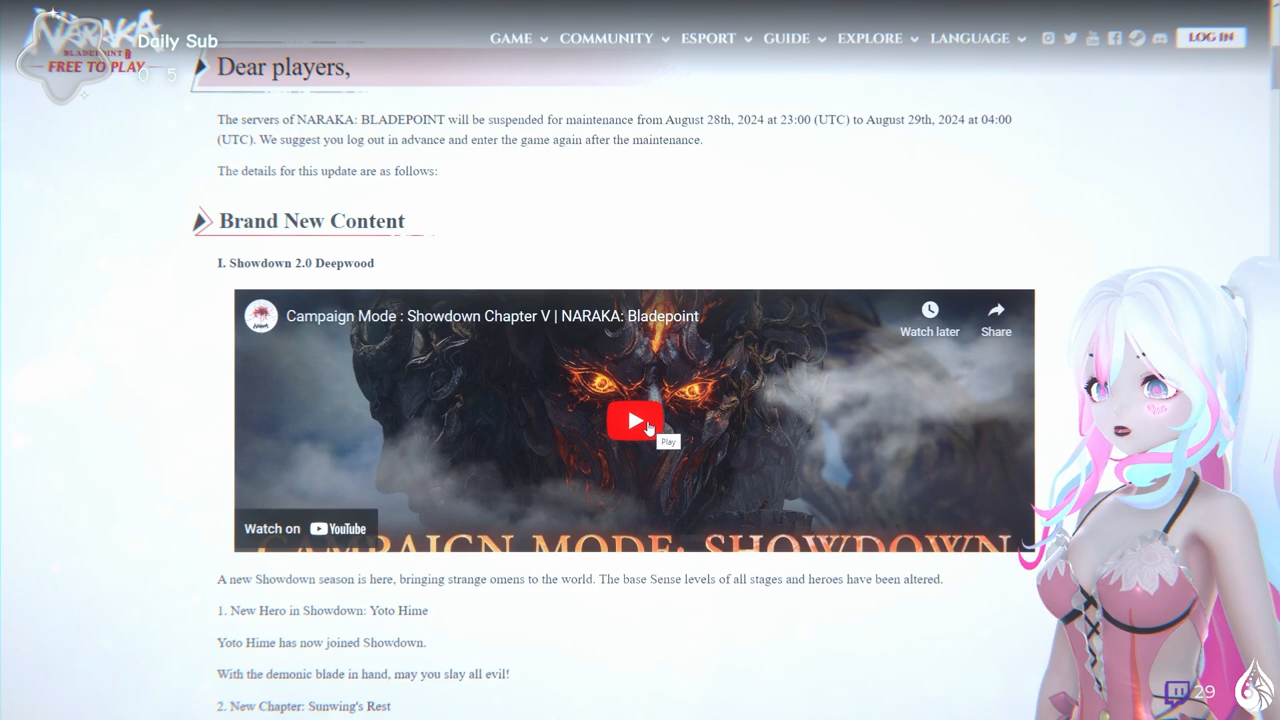 NARAKA
BLADEPOINT
FREE TO PLAY
Daily Sub
0 5
GAME COMMUNITY ESPORT GUIDE EXPLORE LANGUAGE LOG IN
Dear players,
The servers of NARAKA: BLADEPOINT will be suspended for maintenance from August 28th, 2024 at 23:00 (UTC) to August 29th, 2024 at 04:00
(UTC). We suggest you log out in advance and enter the game again after the maintenance.
The details for this update are as follows:
Brand New Content
I. Showdown 2.0 Deepwood
Campaign Mode : Showdown Chapter V | NARAKA: Bladepoint
Watch later Share
Play
Watch on YouTube
CAMPAIGN MODE: SHOWDOWN
A new Showdown season is here, bringing strange omens to the world. The base Sense levels of all stages and heroes have been altered.
1. New Hero in Showdown: Yoto Hime
Yoto Hime has now joined Showdown.
With the demonic blade in hand, may you slay all evil!
2. New Chapter: Sunwing's Rest
29